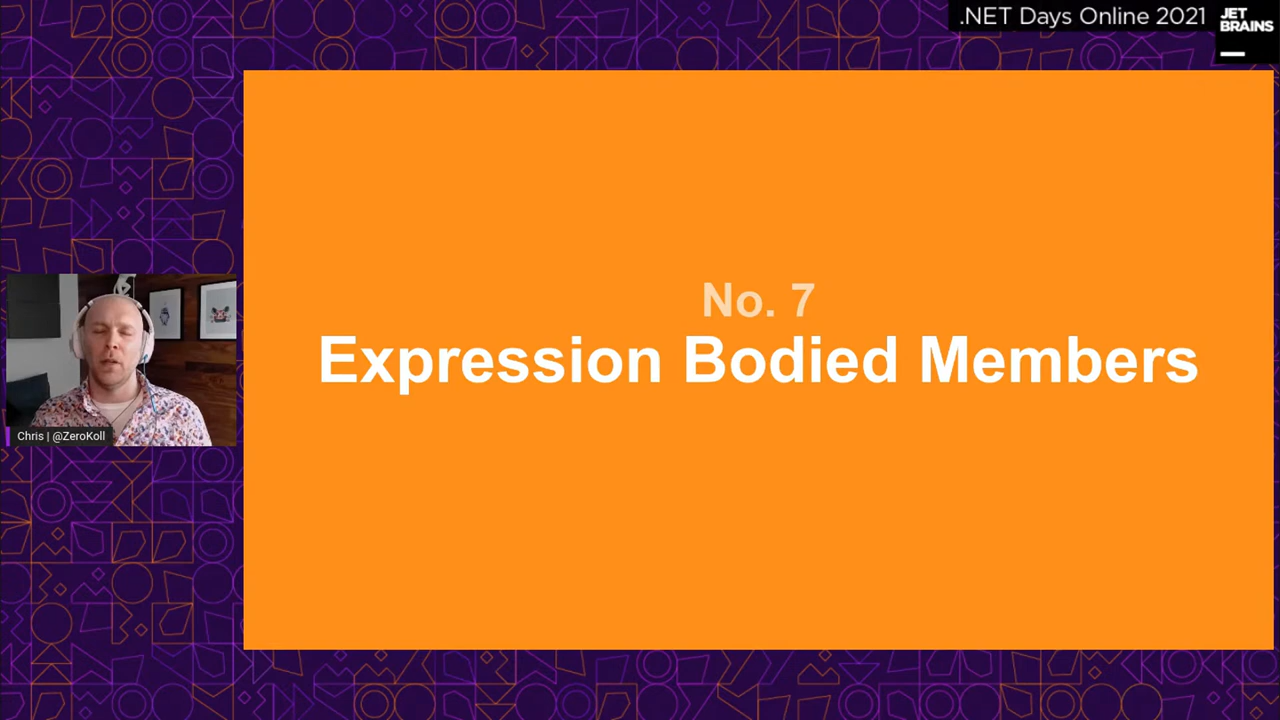 .NET Days Online 2021
JET
BRAINS
No. 7
Expression Bodied Members
Chris | @ZeroKoll